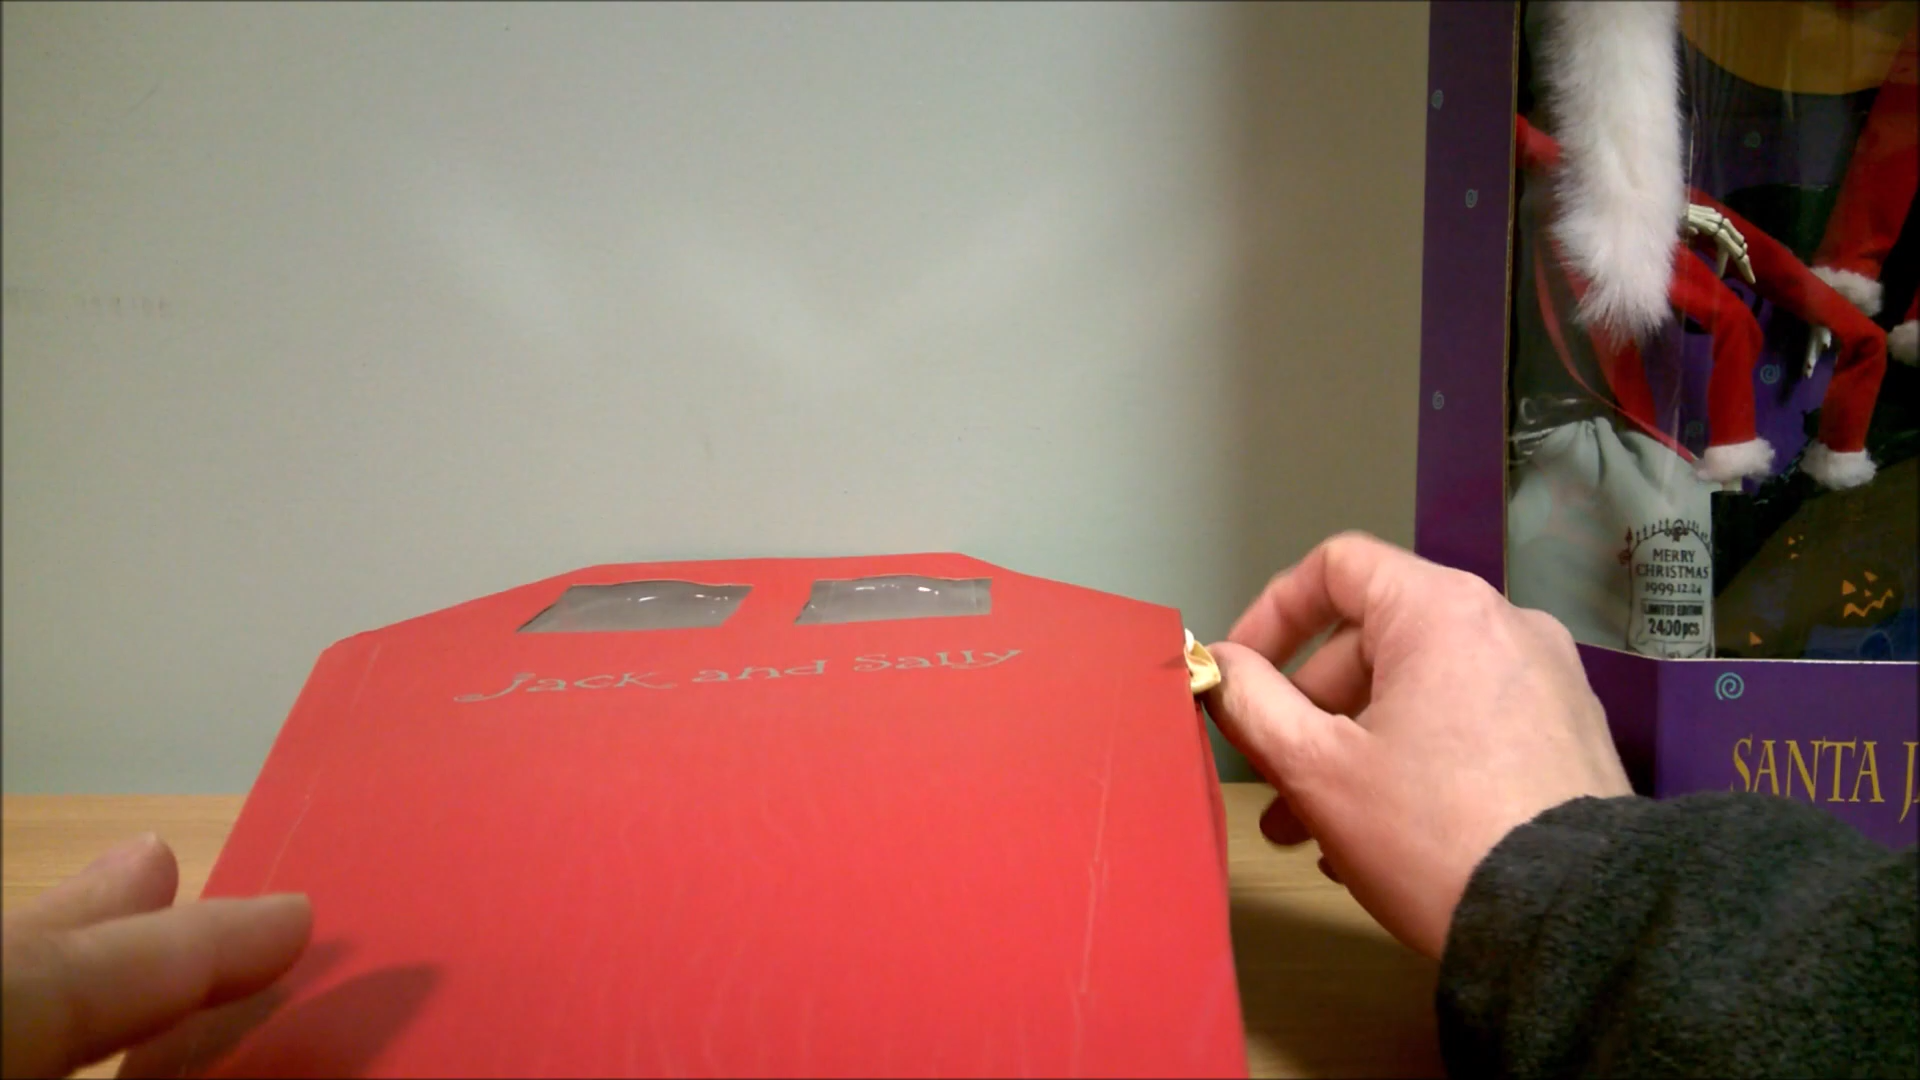 Jack and Sally
MERRY
CHRISTMAS
1999.12.24
LIMITED EDITION
2400pcs
SANTA J